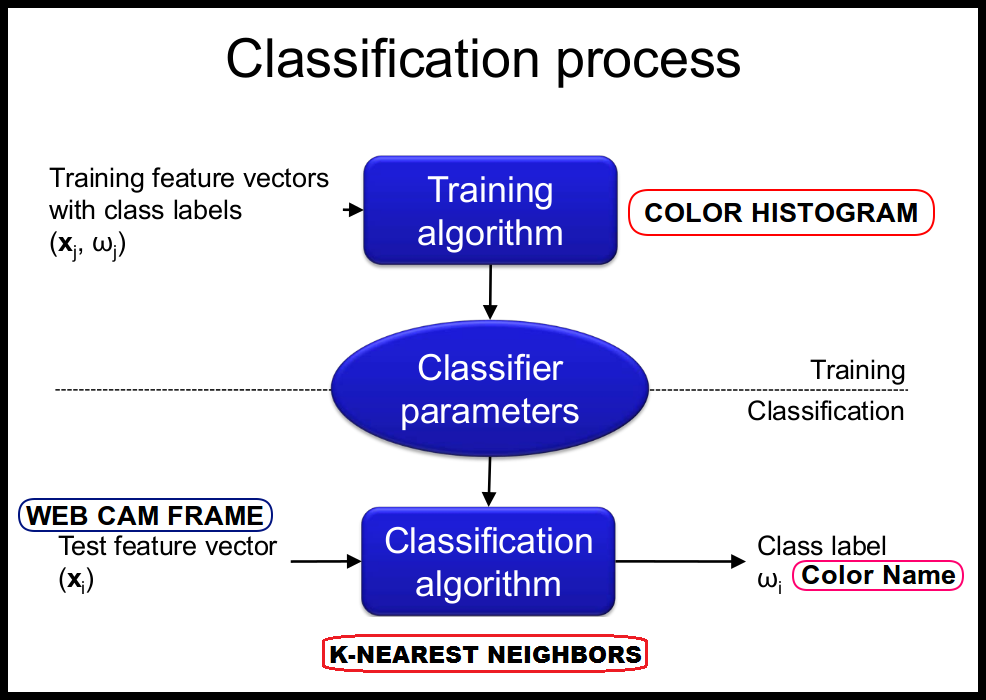 Classification process
Training feature vectors
with class labels
(xj, ωj)
Training
algorithm
COLOR HISTOGRAM
Classifier
parameters
Training
Classification
WEB CAM FRAME
Test feature vector
(xi)
Classification
algorithm
Class label
ωi Color Name
K-NEAREST NEIGHBORS